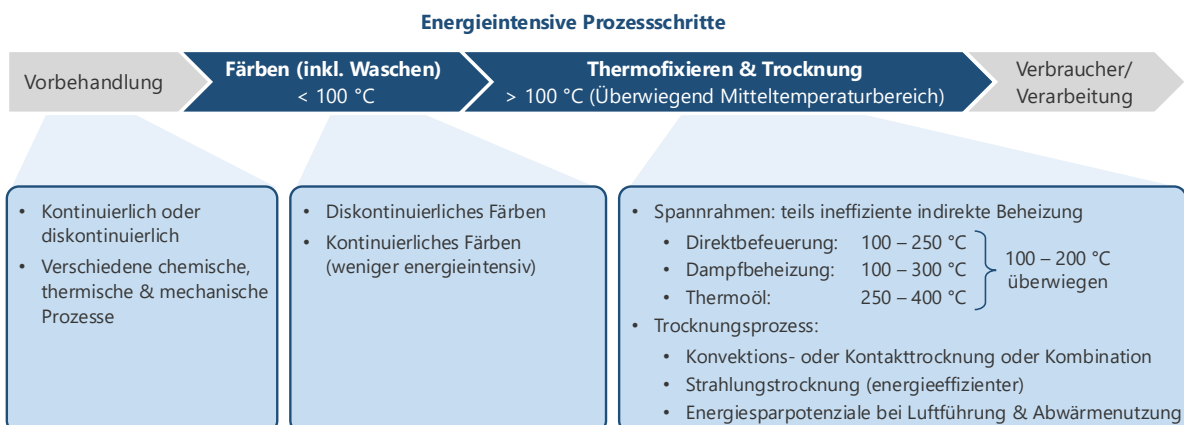 Energieintensive Prozessschritte
Vorbehandlung
Färben (inkl. Waschen)
< 100 °C
Thermofixieren & Trocknung
> 100 °C (Überwiegend Mitteltemperaturbereich)
Verbraucher/
Verarbeitung
• Kontinuierlich oder
diskontinuierlich
• Verschiedene chemische,
thermische & mechanische
Prozesse
• Diskontinuierliches Färben
• Kontinuierliches Färben
(weniger energieintensiv)
• Spannrahmen: teils ineffiziente indirekte Beheizung
• Direktbefeuerung: 100 – 250 °C
• Dampfbeheizung: 100 – 300 °C
• Thermoöl: 250 – 400 °C
100 – 200 °C
überwiegen
• Trocknungsprozess:
• Konvektions- oder Kontakttrocknung oder Kombination
• Strahlungstrocknung (energieeffizienter)
• Energiesparpotenziale bei Luftführung & Abwärmenutzung